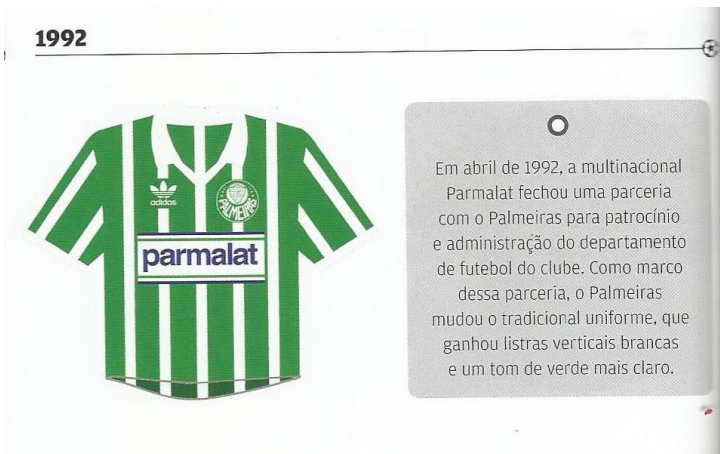 1992
adidas
PALMEIRAS
parmalat
Em abril de 1992, a multinacional
Parmalat fechou uma parceria
com o Palmeiras para patrocínio
e administração do departamento
de futebol do clube. Como marco
dessa parceria, o Palmeiras
mudou o tradicional uniforme, que
ganhou listras verticais brancas
e um tom de verde mais claro.